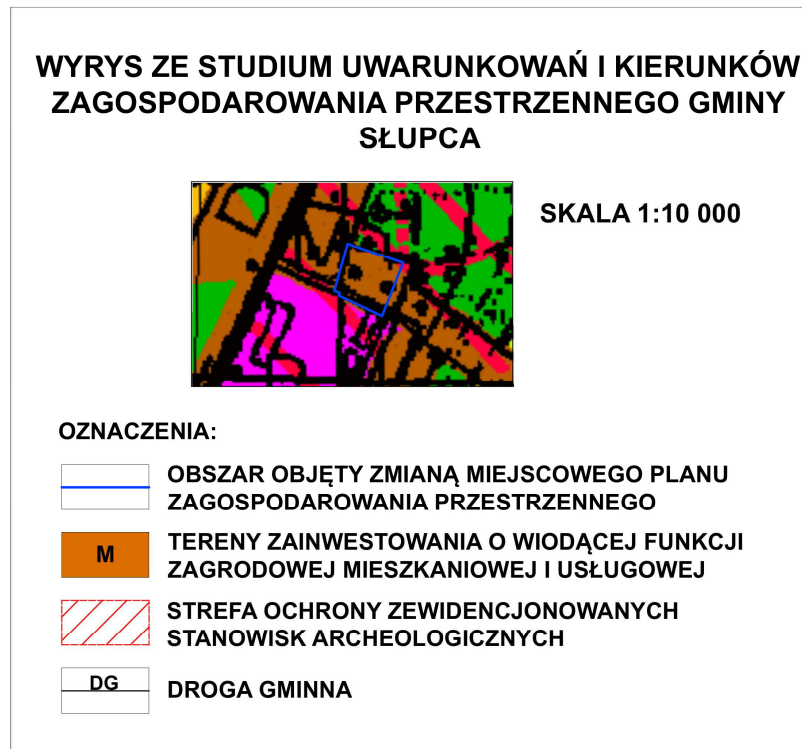 WYRYS ZE STUDIUM UWARUNKOWAŃ I KIERUNKÓW
ZAGOSPODAROWANIA PRZESTRZENNEGO GMINY
SŁUPCA
SKALA 1:10 000
OZNACZENIA:
OBSZAR OBJĘTY ZMIANĄ MIEJSCOWEGO PLANU
ZAGOSPODAROWANIA PRZESTRZENNEGO
M
TERENY ZAINWESTOWANIA O WIODĄCEJ FUNKCJI
ZAGRODOWEJ MIESZKANIOWEJ I USŁUGOWEJ
STREFA OCHRONY ZEWIDENCJONOWANYCH
STANOWISK ARCHEOLOGICZNYCH
DG
DROGA GMINNA